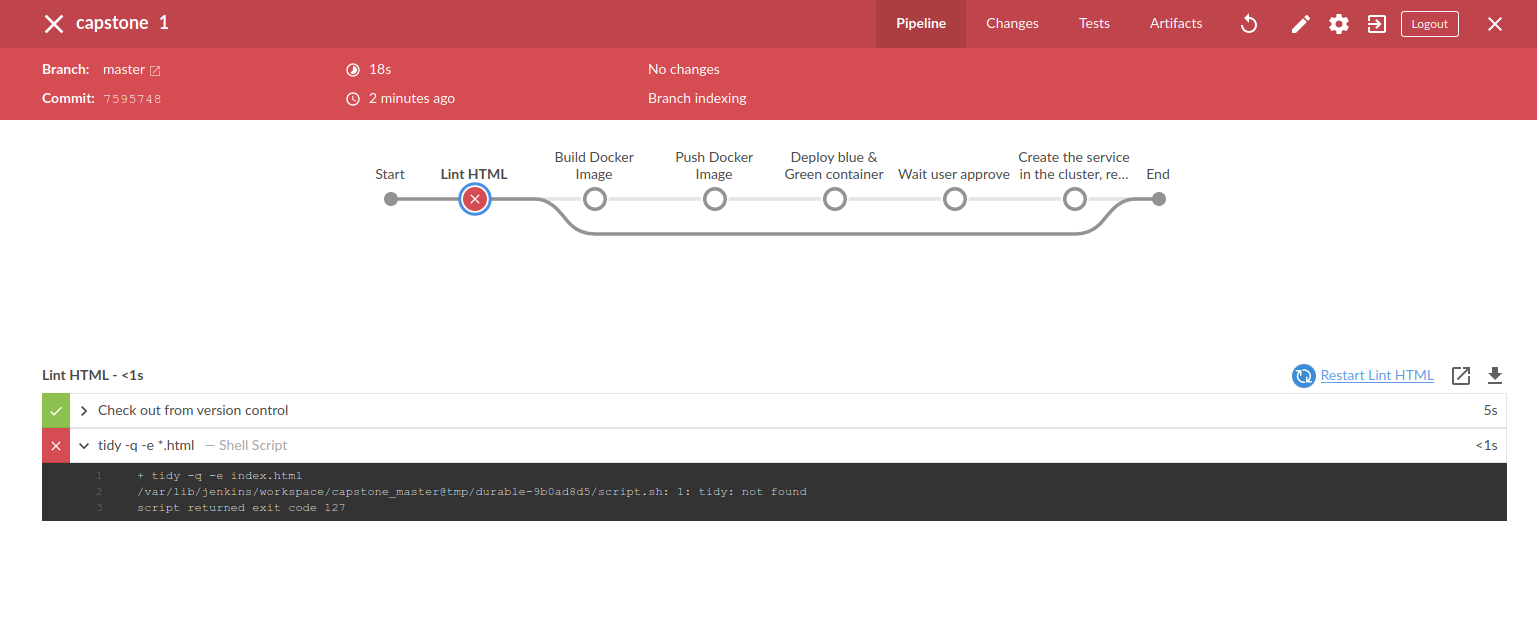 capstone 1
Pipeline
Changes
Tests
Artifacts
Logout
Branch: master
18s
No changes
Commit: 7595748
2 minutes ago
Branch indexing
Start
Lint HTML
Build Docker
Image
Push Docker
Image
Deploy blue &
Green container
Wait user approve
Create the service
in the cluster, re...
End
Lint HTML - <1s
Restart Lint HTML
Check out from version control
5s
tidy -q -e *.html — Shell Script
<1s
1 + tidy -q -e index.html
2 /var/lib/jenkins/workspace/capstone_master@tmp/durable-9b0ad8d5/script.sh: 1: tidy: not found
3 script returned exit code 127